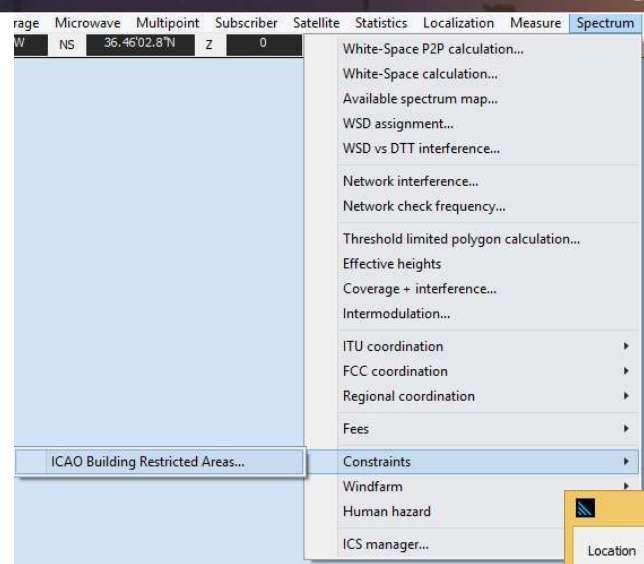 rage Microwave Multipoint Subscriber Satellite Statistics Localization Measure Spectrum
W NS 36.46'02.8"N Z 0
White-Space P2P calculation...
White-Space calculation...
Available spectrum map...
WSD assignment...
WSD vs DTT interference...
Network interference...
Network check frequency...
Threshold limited polygon calculation...
Effective heights
Coverage + interference...
Intermodulation...
ITU coordination
FCC coordination
Regional coordination
Fees
ICAO Building Restricted Areas... Constraints
Windfarm
Human hazard
ICS manager...
Location